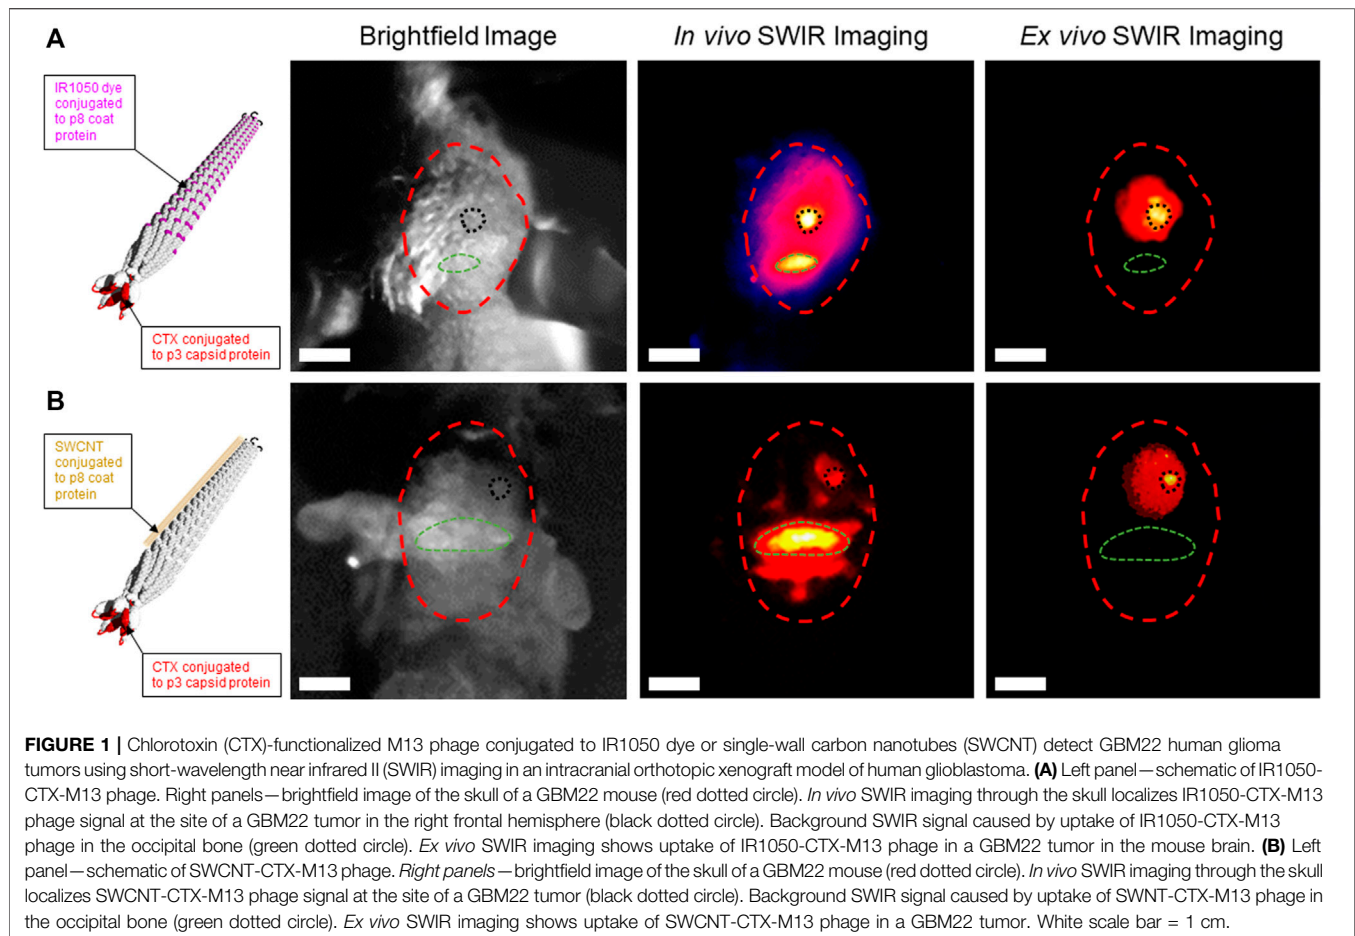 A
Brightfield Image
In vivo SWIR Imaging
Ex vivo SWIR Imaging
IR1050 dye
conjugated
to p8 coat
protein
CTX conjugated
to p3 capsid protein
B
SWCNT
conjugated
to p8 coat
protein
CTX conjugated
to p3 capsid protein
FIGURE 1 | Chlorotoxin (CTX)-functionalized M13 phage conjugated to IR1050 dye or single-wall carbon nanotubes (SWCNT) detect GBM22 human glioma
tumors using short-wavelength near infrared II (SWIR) imaging in an intracranial orthotopic xenograft model of human glioblastoma. (A) Left panel—schematic of IR1050-
CTX-M13 phage. Right panels—brightfield image of the skull of a GBM22 mouse (red dotted circle). In vivo SWIR imaging through the skull localizes IR1050-CTX-M13
phage signal at the site of a GBM22 tumor in the right frontal hemisphere (black dotted circle). Background SWIR signal caused by uptake of IR1050-CTX-M13
phage in the occipital bone (green dotted circle). Ex vivo SWIR imaging shows uptake of IR1050-CTX-M13 phage in a GBM22 tumor in the mouse brain. (B) Left
panel—schematic of SWCNT-CTX-M13 phage. Right panels—brightfield image of the skull of a GBM22 mouse (red dotted circle). In vivo SWIR imaging through the skull
localizes SWCNT-CTX-M13 phage signal at the site of a GBM22 tumor (black dotted circle). Background SWIR signal caused by uptake of SWNT-CTX-M13 phage in
the occipital bone (green dotted circle). Ex vivo SWIR imaging shows uptake of SWCNT-CTX-M13 phage in a GBM22 tumor. White scale bar = 1 cm.